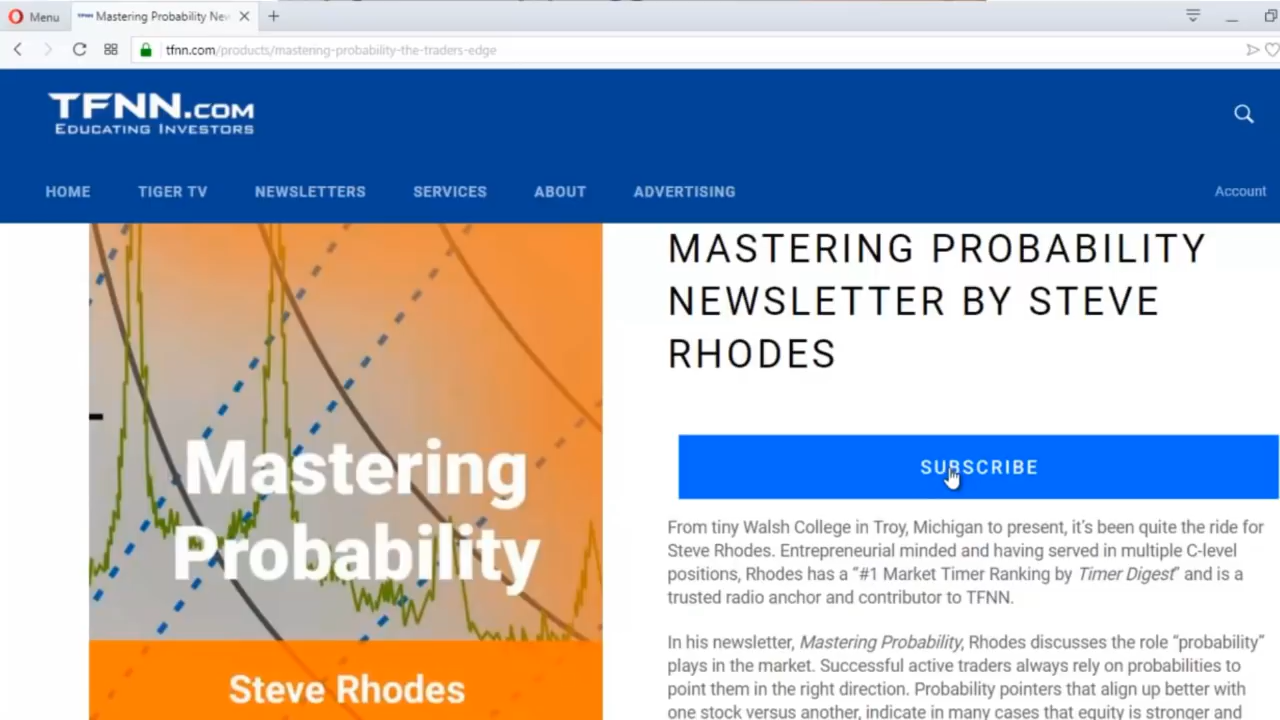 Menu
TFNN Mastering Probability New
tfnn.com/products/mastering-probability-the-traders-edge
TFNN.COM
EDUCATING INVESTORS
HOME TIGER TV NEWSLETTERS SERVICES ABOUT ADVERTISING Account
MASTERING PROBABILITY
NEWSLETTER BY STEVE
RHODES
Mastering
Probability
Steve Rhodes
SUBSCRIBE
From tiny Walsh College in Troy, Michigan to present, it's been quite the ride for
Steve Rhodes. Entrepreneurial minded and having served in multiple C-level
positions, Rhodes has a “#1 Market Timer Ranking by Timer Digest” and is a
trusted radio anchor and contributor to TFNN.
In his newsletter, Mastering Probability, Rhodes discusses the role “probability”
plays in the market. Successful active traders always rely on probabilities to
point them in the right direction. Probability pointers that align up better with
one stock versus another, indicate in many cases that equity is stronger and